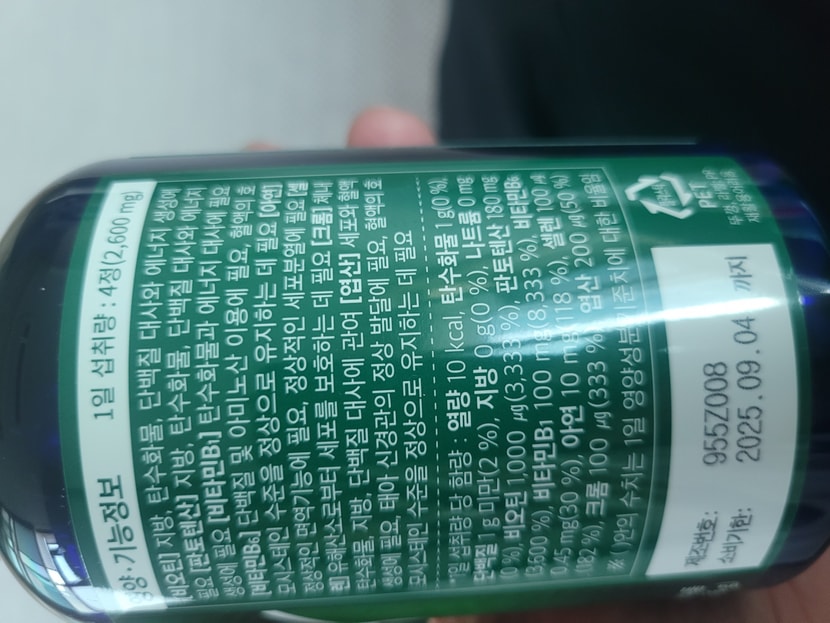 영양·기능정보 1일 섭취량 : 4정(2,600 mg)
[비오틴] 지방, 탄수화물, 단백질 대사와 에너지 생성에
필요 [판토텐산] 지방, 탄수화물, 단백질 대사와 에너지
생성에 필요 [비타민B₁] 탄수화물과 에너지 대사에 필요
[비타민B₆] 단백질 및 아미노산 이용에 필요, 혈액의 호
모시스테인 수준을 정상으로 유지하는 데 필요 [아연]
정상적인 면역기능에 필요, 정상적인 세포분열에 필요 [셀
렌] 유해산소로부터 세포를 보호하는 데 필요 [크롬] 체내
탄수화물, 지방, 단백질 대사에 관여 [엽산] 세포와 혈액
생성에 필요, 태아 신경관의 정상 발달에 필요, 혈액의 호
모시스테인 수준을 정상으로 유지하는 데 필요
*1일 섭취량 당 함량 : 열량 10 kcal, 탄수화물 1 g(0 %),
단백질 1 g 미만(2 %), 지방 0 g(0 %), 나트륨 0 mg
(0 %), 비오틴 1,000 μg(3,333 %), 판토텐산 180 mg
(3,600 %), 비타민B₁ 100 mg(8,333 %), 비타민B₆
0.45 mg(30 %), 아연 10 mg(118 %), 셀렌 100 μg
(182 %), 크롬 100 μg(333 %), 엽산 200 μg(50 %)
※ ( )안의 수치는 1일 영양성분기준치에 대한 비율임
제조번호: 955Z008
소비기한: 2025.09.04 까지
PET